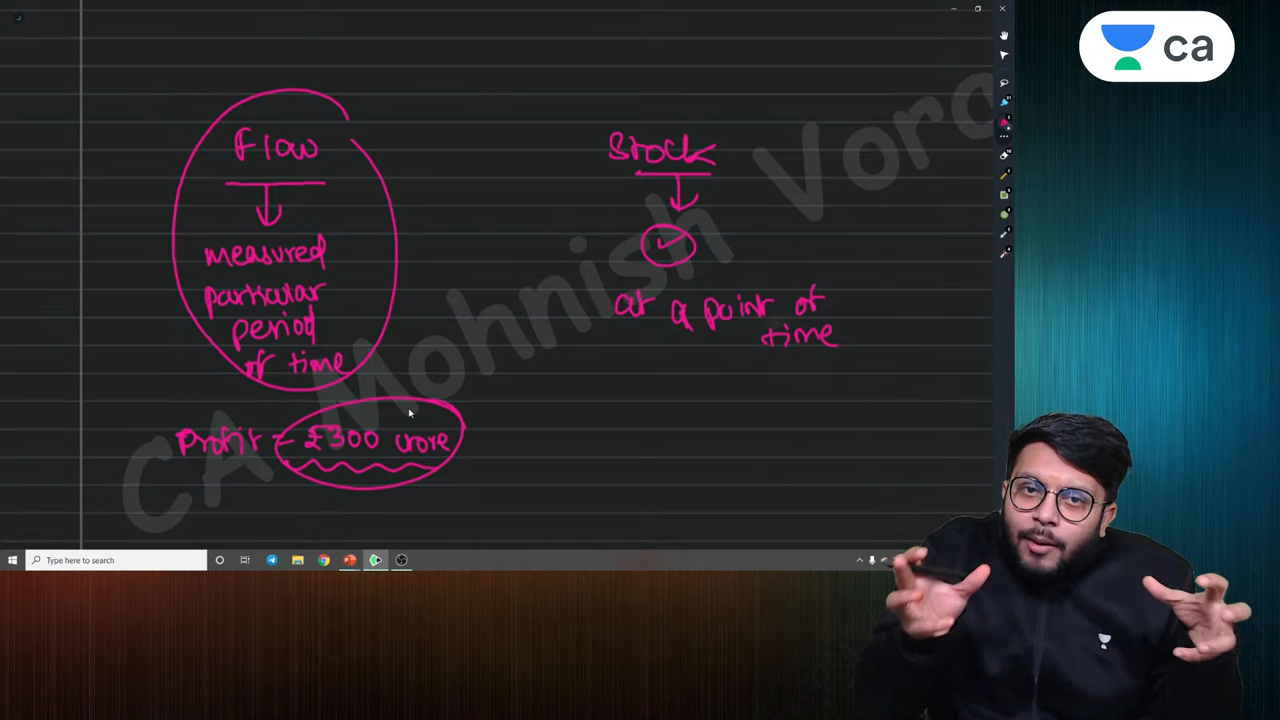 ca
Flow
measured
particular
period
of time
Profit = ₹300 crore
Stock
at a point of
time
CA Mohnish Vora
Type here to search